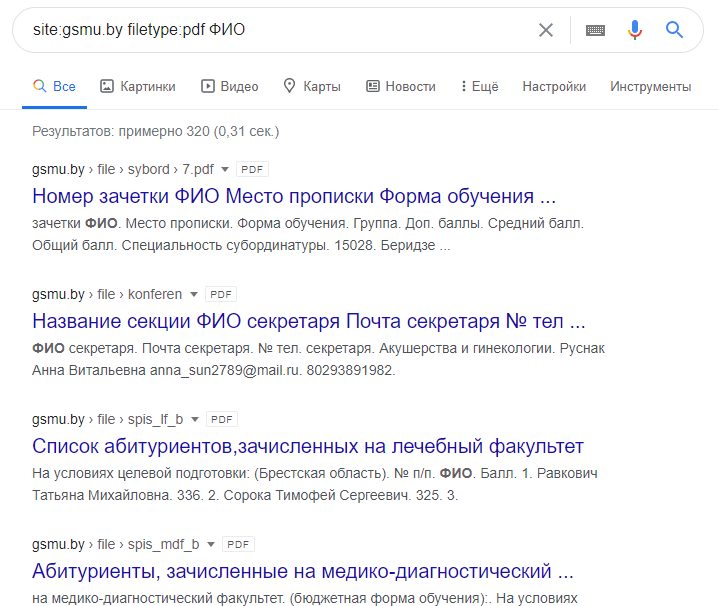 site:gsmu.by filetype:pdf ФИО
Все Картинки Видео Карты Новости Ещё Настройки Инструменты
Результатов: примерно 320 (0,31 сек.)
gsmu.by › file › sybord › 7.pdf PDF
Номер зачетки ФИО Место прописки Форма обучения ...
зачетки ФИО. Место прописки. Форма обучения. Группа. Доп. баллы. Средний балл.
Общий балл. Специальность субординатуры. 15028. Беридзе ...
gsmu.by › file › konferen PDF
Название секции ФИО секретаря Почта секретаря № тел ...
ФИО секретаря. Почта секретаря. № тел. секретаря. Акушерства и гинекологии. Руснак
Анна Витальевна anna_sun2789@mail.ru. 80293891982.
gsmu.by › file › spis_lf_b PDF
Список абитуриентов,зачисленных на лечебный факультет
На условиях целевой подготовки: (Брестская область). № п/п. ФИО. Балл. 1. Равкович
Татьяна Михайловна. 336. 2. Сорока Тимофей Сергеевич. 325. 3.
gsmu.by › file › spis_mdf_b PDF
Абитуриенты, зачисленные на медико-диагностический ...
на медико-диагностический факультет. (бюджетная форма обучения):. На условиях